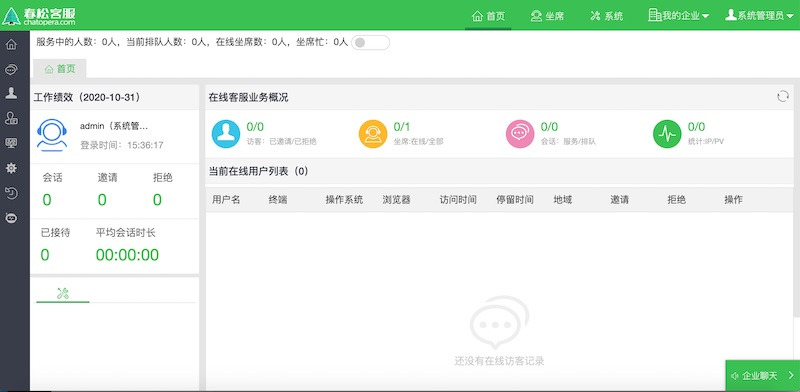 春松客服
chatopera.com
首页
坐席
系统
我的企业
系统管理员
服务中的人数：0人，当前排队人数：0人，在线坐席数：0人，坐席忙：0人
首页
工作绩效（2020-10-31）
admin（系统管...
登录时间：15:36:17
会话 邀请 拒绝
0 0 0
已接待 平均会话时长
0 00:00:00
在线客服业务概况
0/0
访客：已邀请/已拒绝
0/1
坐席:在线/全部
0/0
会话：服务/排队
0/0
统计:IP/PV
当前在线用户列表（0）
用户名 终端 操作系统 浏览器 访问时间 停留时间 地域 邀请 拒绝 操作
还没有在线访客记录
企业聊天